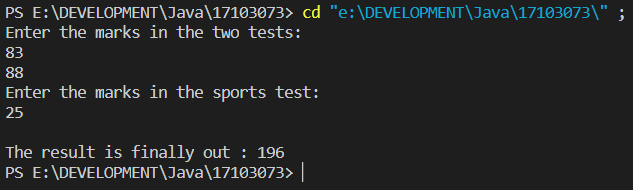 PS E:\DEVELOPMENT\Java\17103073> cd "e:\DEVELOPMENT\Java\17103073\" ;
Enter the marks in the two tests:
83
88
Enter the marks in the sports test:
25
The result is finally out : 196
PS E:\DEVELOPMENT\Java\17103073>